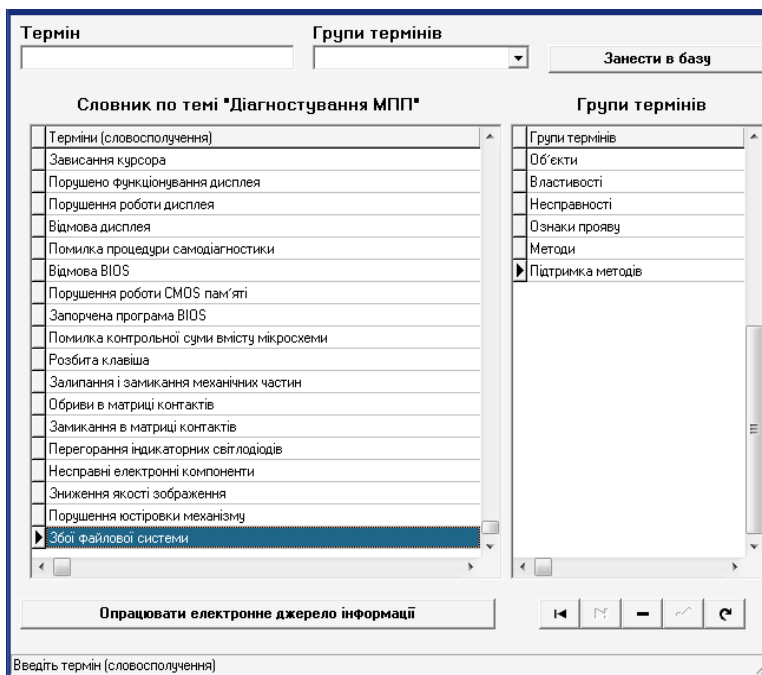 Термін Групи термінів
Занести в базу
Словник по темі "Діагностування МПП" Групи термінів
Терміни (словосполучення)
Зависання курсора
Порушено функціонування дисплея
Порушення роботи дисплея
Відмова дисплея
Помилка процедури самодіагностики
Відмова BIOS
Порушення роботи CMOS пам´яті
Запорчена програма BIOS
Помилка контрольної суми вмісту мікросхеми
Розбита клавіша
Залипання і замикання механічних частин
Обриви в матриці контактів
Замикання в матриці контактів
Перегорання індикаторних світлодіодів
Несправні електронні компоненти
Зниження якості зображення
Порушення юстіровки механізму
Збої файлової системи
Групи термінів
Об´єкти
Властивості
Несправності
Ознаки прояву
Методи
Підтримка методів
Опрацювати електронне джерело інформації
Введіть термін (словосполучення)